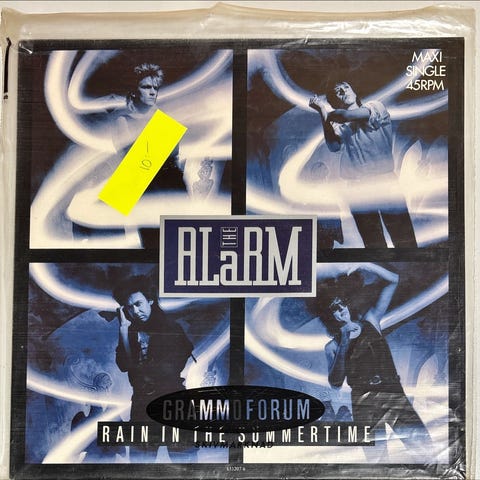 MAXI
SINGLE
45RPM
10:-
THE
ALaRM
GRAMMOFORUM
RAIN IN THE SUMMERTIME